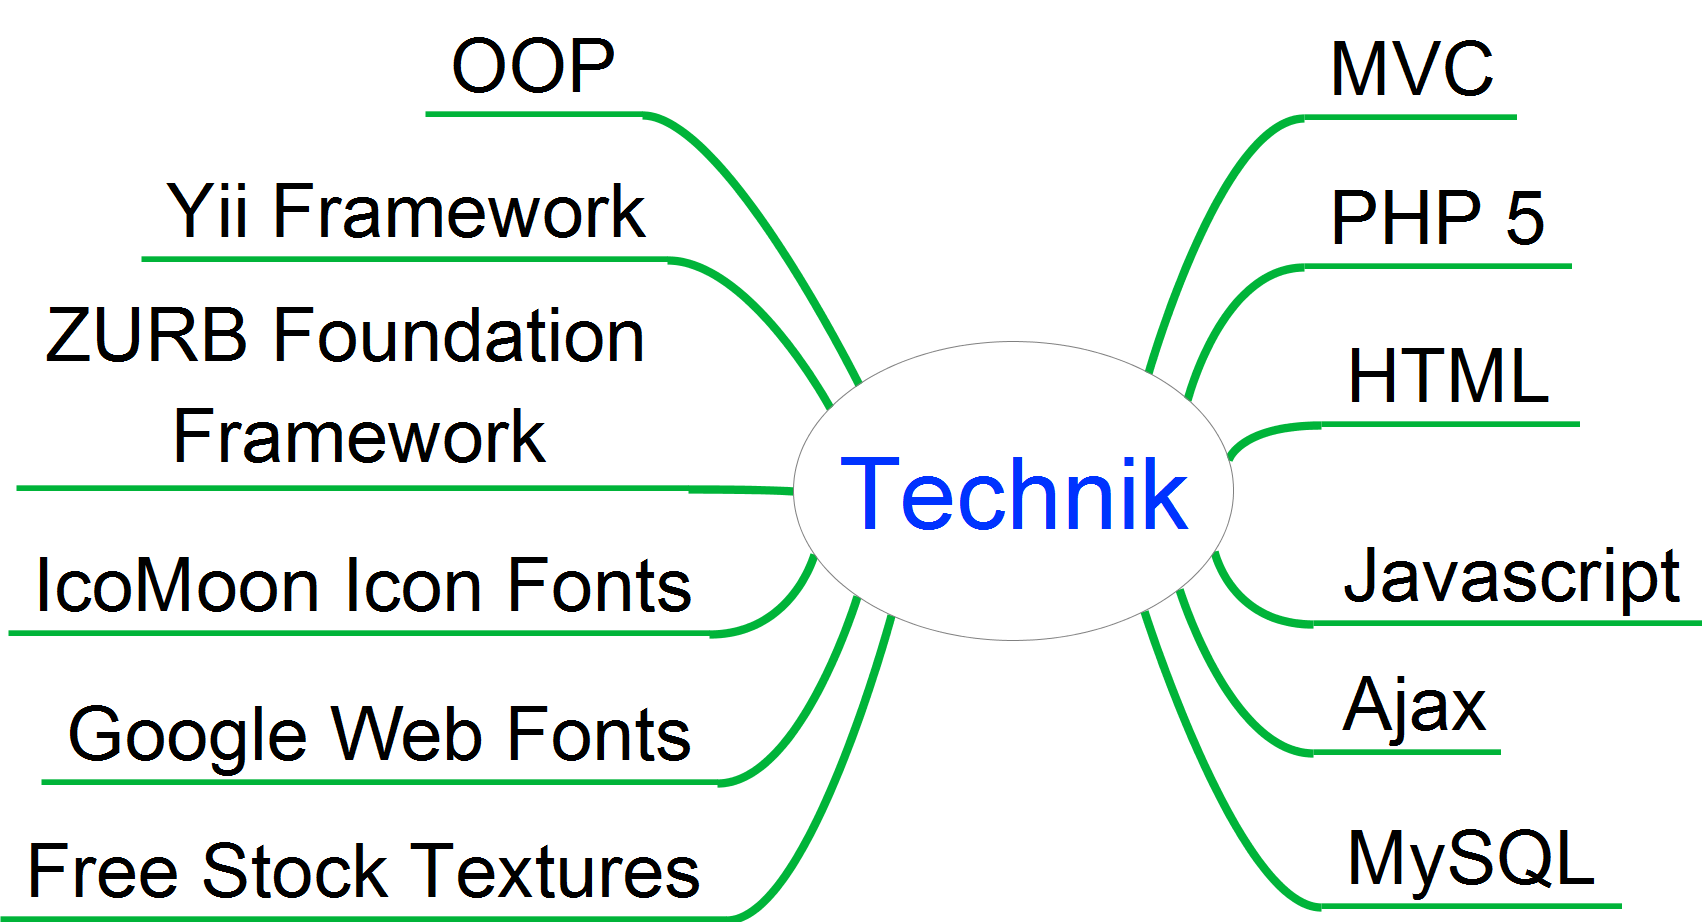 OOP
Yii Framework
ZURB Foundation
Framework
IcoMoon Icon Fonts
Google Web Fonts
Free Stock Textures
Technik
MVC
PHP 5
HTML
Javascript
Ajax
MySQL